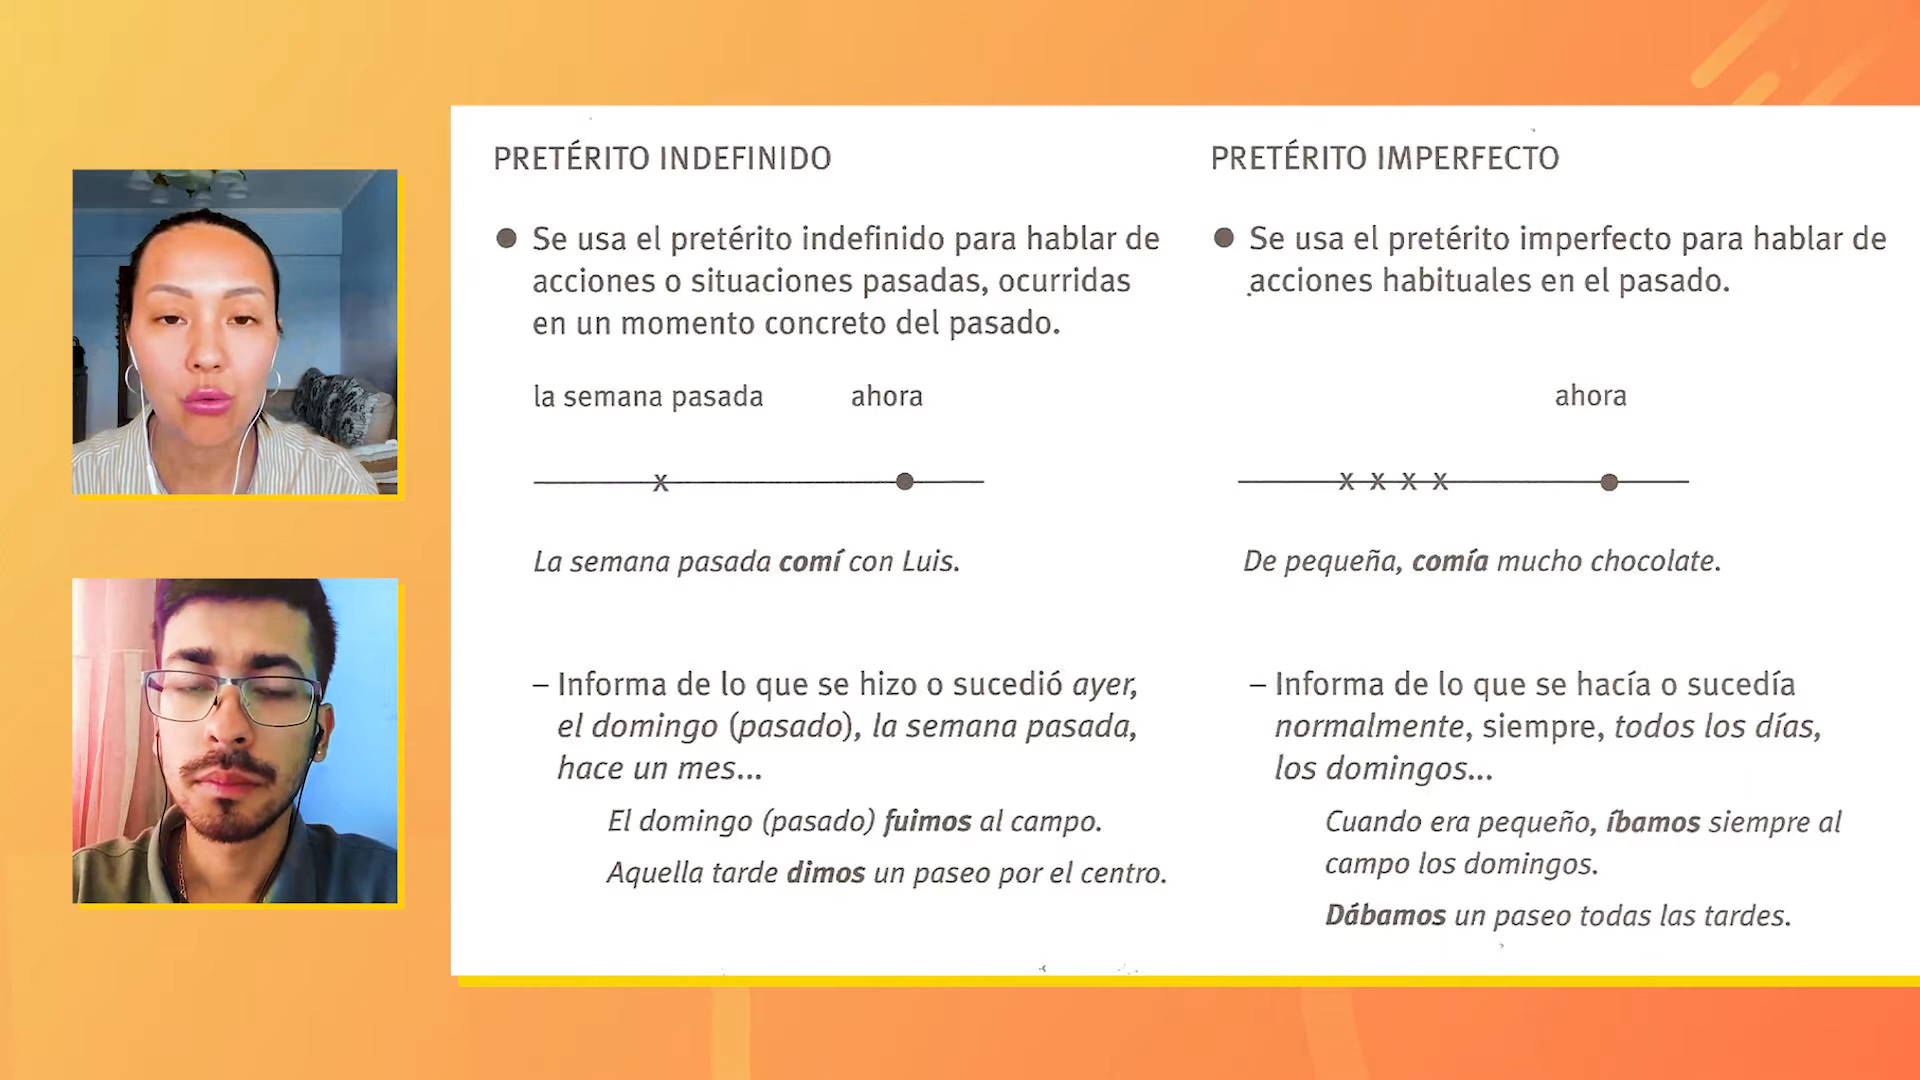 PRETÉRITO INDEFINIDO
● Se usa el pretérito indefinido para hablar de
acciones o situaciones pasadas, ocurridas
en un momento concreto del pasado.
la semana pasada ahora
x
La semana pasada comí con Luis.
– Informa de lo que se hizo o sucedió ayer,
el domingo (pasado), la semana pasada,
hace un mes...
El domingo (pasado) fuimos al campo.
Aquella tarde dimos un paseo por el centro.
PRETÉRITO IMPERFECTO
● Se usa el pretérito imperfecto para hablar de
acciones habituales en el pasado.
ahora
x x x x
De pequeña, comía mucho chocolate.
– Informa de lo que se hacía o sucedía
normalmente, siempre, todos los días,
los domingos...
Cuando era pequeño, íbamos siempre al
campo los domingos.
Dábamos un paseo todas las tardes.